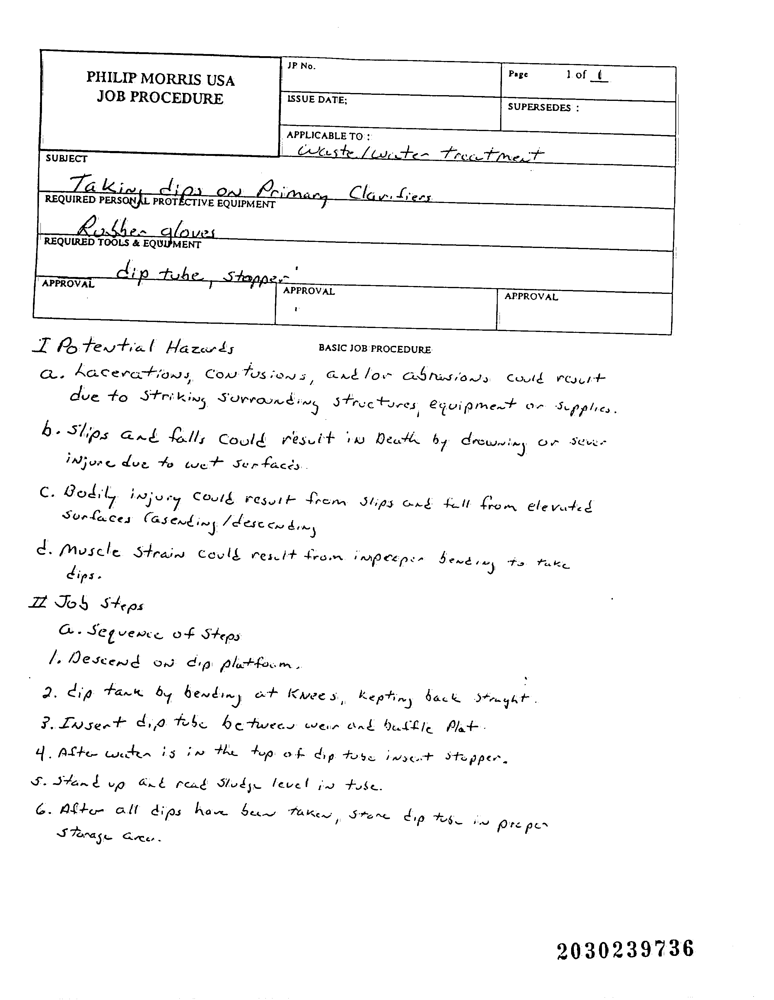 PHILIP MORRIS USA
JOB PROCEDURE
JP No.
Page 1 of 1
ISSUE DATE;
SUPERSEDES :
APPLICABLE TO :
Waste/Water Treatment
SUBJECT
Taking dips on Primary Clarifiers
REQUIRED PERSONAL PROTECTIVE EQUIPMENT
Rubber gloves
REQUIRED TOOLS & EQUIPMENT
dip tube, stopper
APPROVAL
APPROVAL
APPROVAL
I Potential Hazards
BASIC JOB PROCEDURE
a. Lacerations, contusions, and/or abrasions could result
due to striking surrounding structures, equipment or supplies.
b. Slips and falls could result in Death by drowning or sever
injure due to wet surfaces.
c. Bodily injury could result from slips and fall from elevated
surfaces (asending/descending
d. Muscle strain could result from impeoper bending to take
dips.
II Job Steps
a. Sequence of Steps
1. Descend on dip platform.
2. dip tank by bending at Knees, Kepting back straght.
3. Insert dip tube between weir and baffle Plat.
4. After water is in the top of dip tube insert stopper.
5. Stand up and read sludge level in tube.
6. After all dips have been taken, store dip tube in proper
storage area.
2030239736